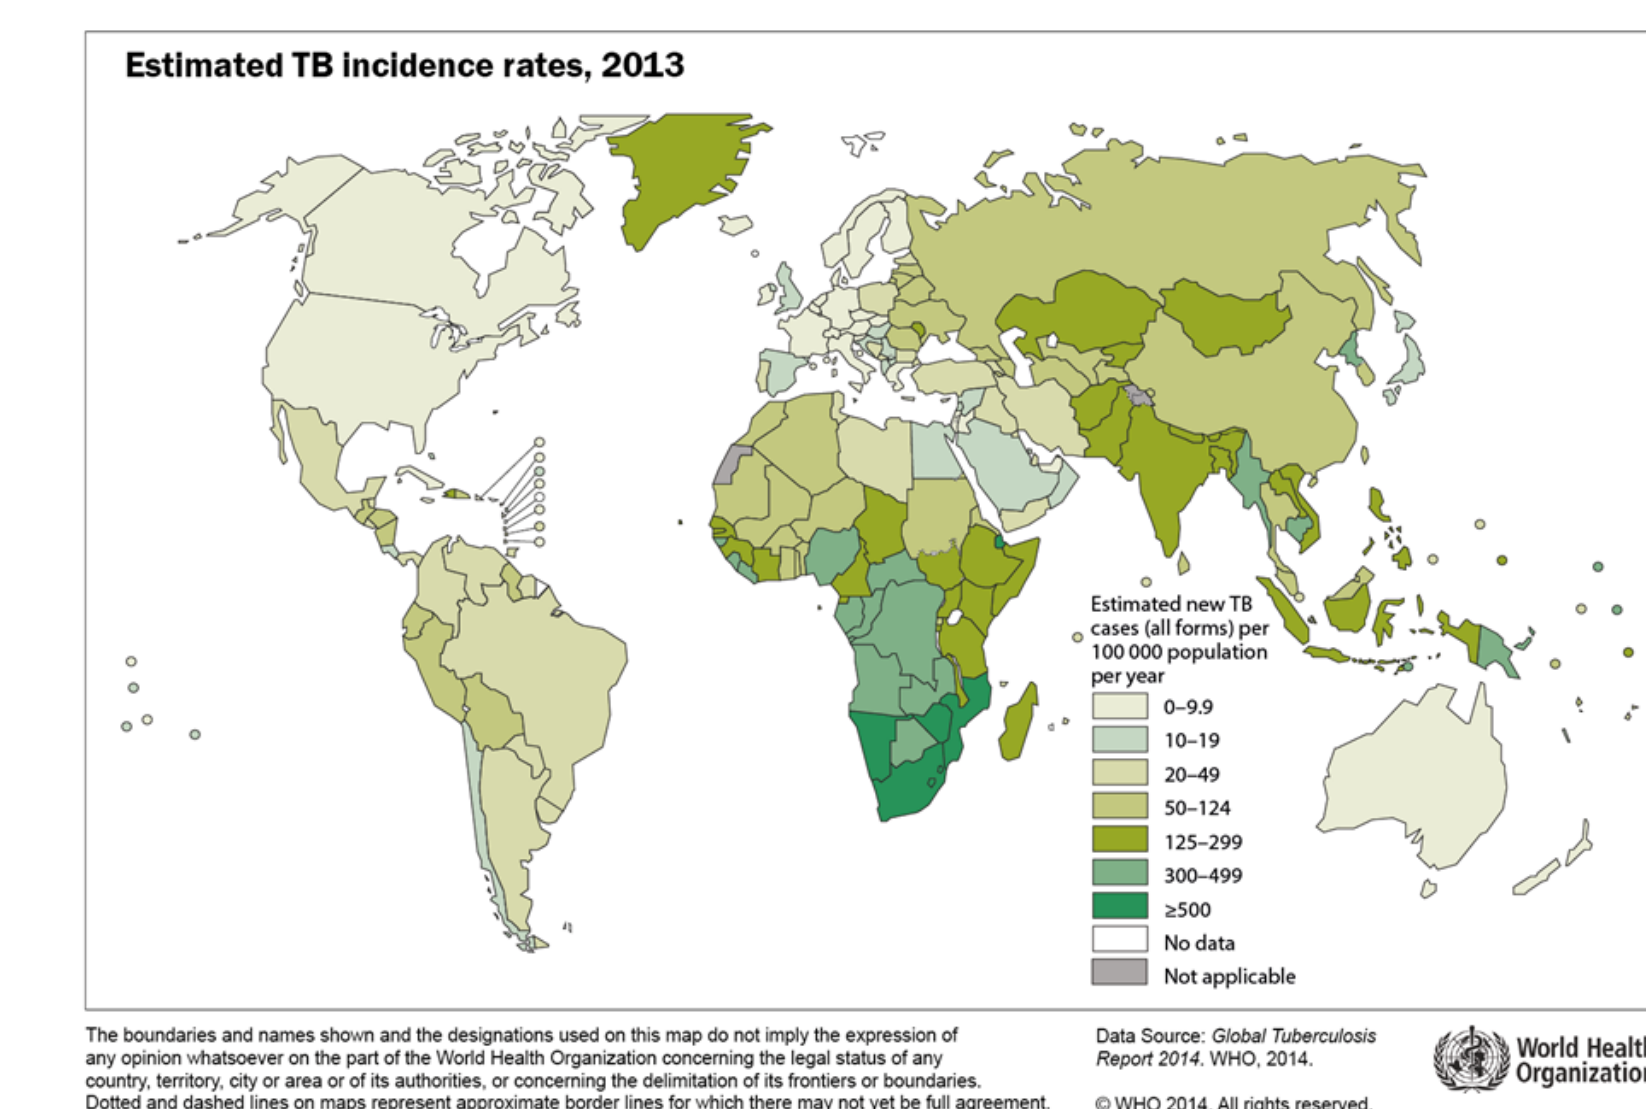 Estimated TB incidence rates, 2013
Estimated new TB
cases (all forms) per
100 000 population
per year
0–9.9
10–19
20–49
50–124
125–299
300–499
≥500
No data
Not applicable
The boundaries and names shown and the designations used on this map do not imply the expression of
any opinion whatsoever on the part of the World Health Organization concerning the legal status of any
country, territory, city or area or of its authorities, or concerning the delimitation of its frontiers or boundaries.
Dotted and dashed lines on maps represent approximate border lines for which there may not yet be full agreement.
Data Source: Global Tuberculosis
Report 2014. WHO, 2014.
© WHO 2014. All rights reserved.
World Health
Organization